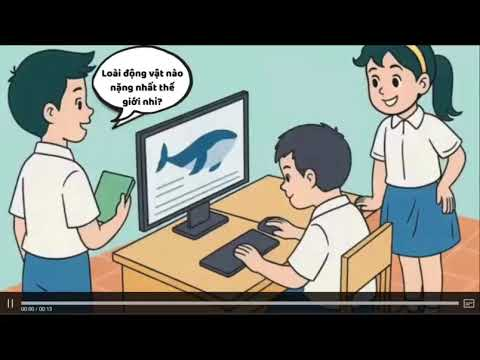 Loài động vật nào
nặng nhất thế
giới nhỉ?
00:00 / 00:13